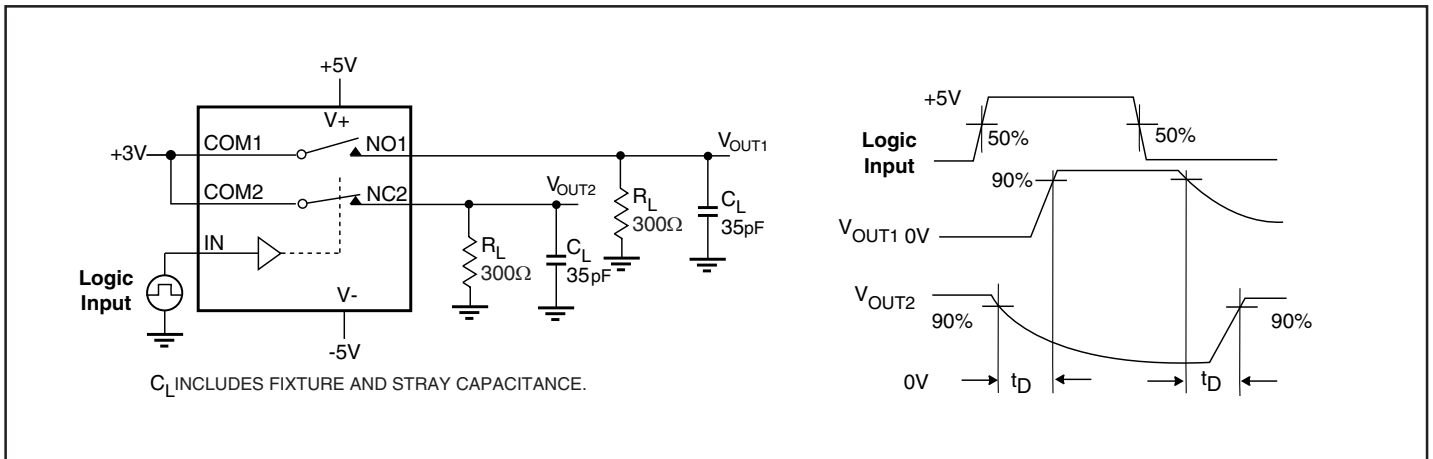 +5V
V+
+3V
COM1
NO1
VOUT1
COM2
NC2
VOUT2
RL
300Ω
CL
35pF
IN
RL
300Ω
CL
35pF
Logic
Input
V-
-5V
CL INCLUDES FIXTURE AND STRAY CAPACITANCE.
+5V
Logic
Input
50%
50%
90%
VOUT1 0V
VOUT2
90%
90%
0V
tD
tD